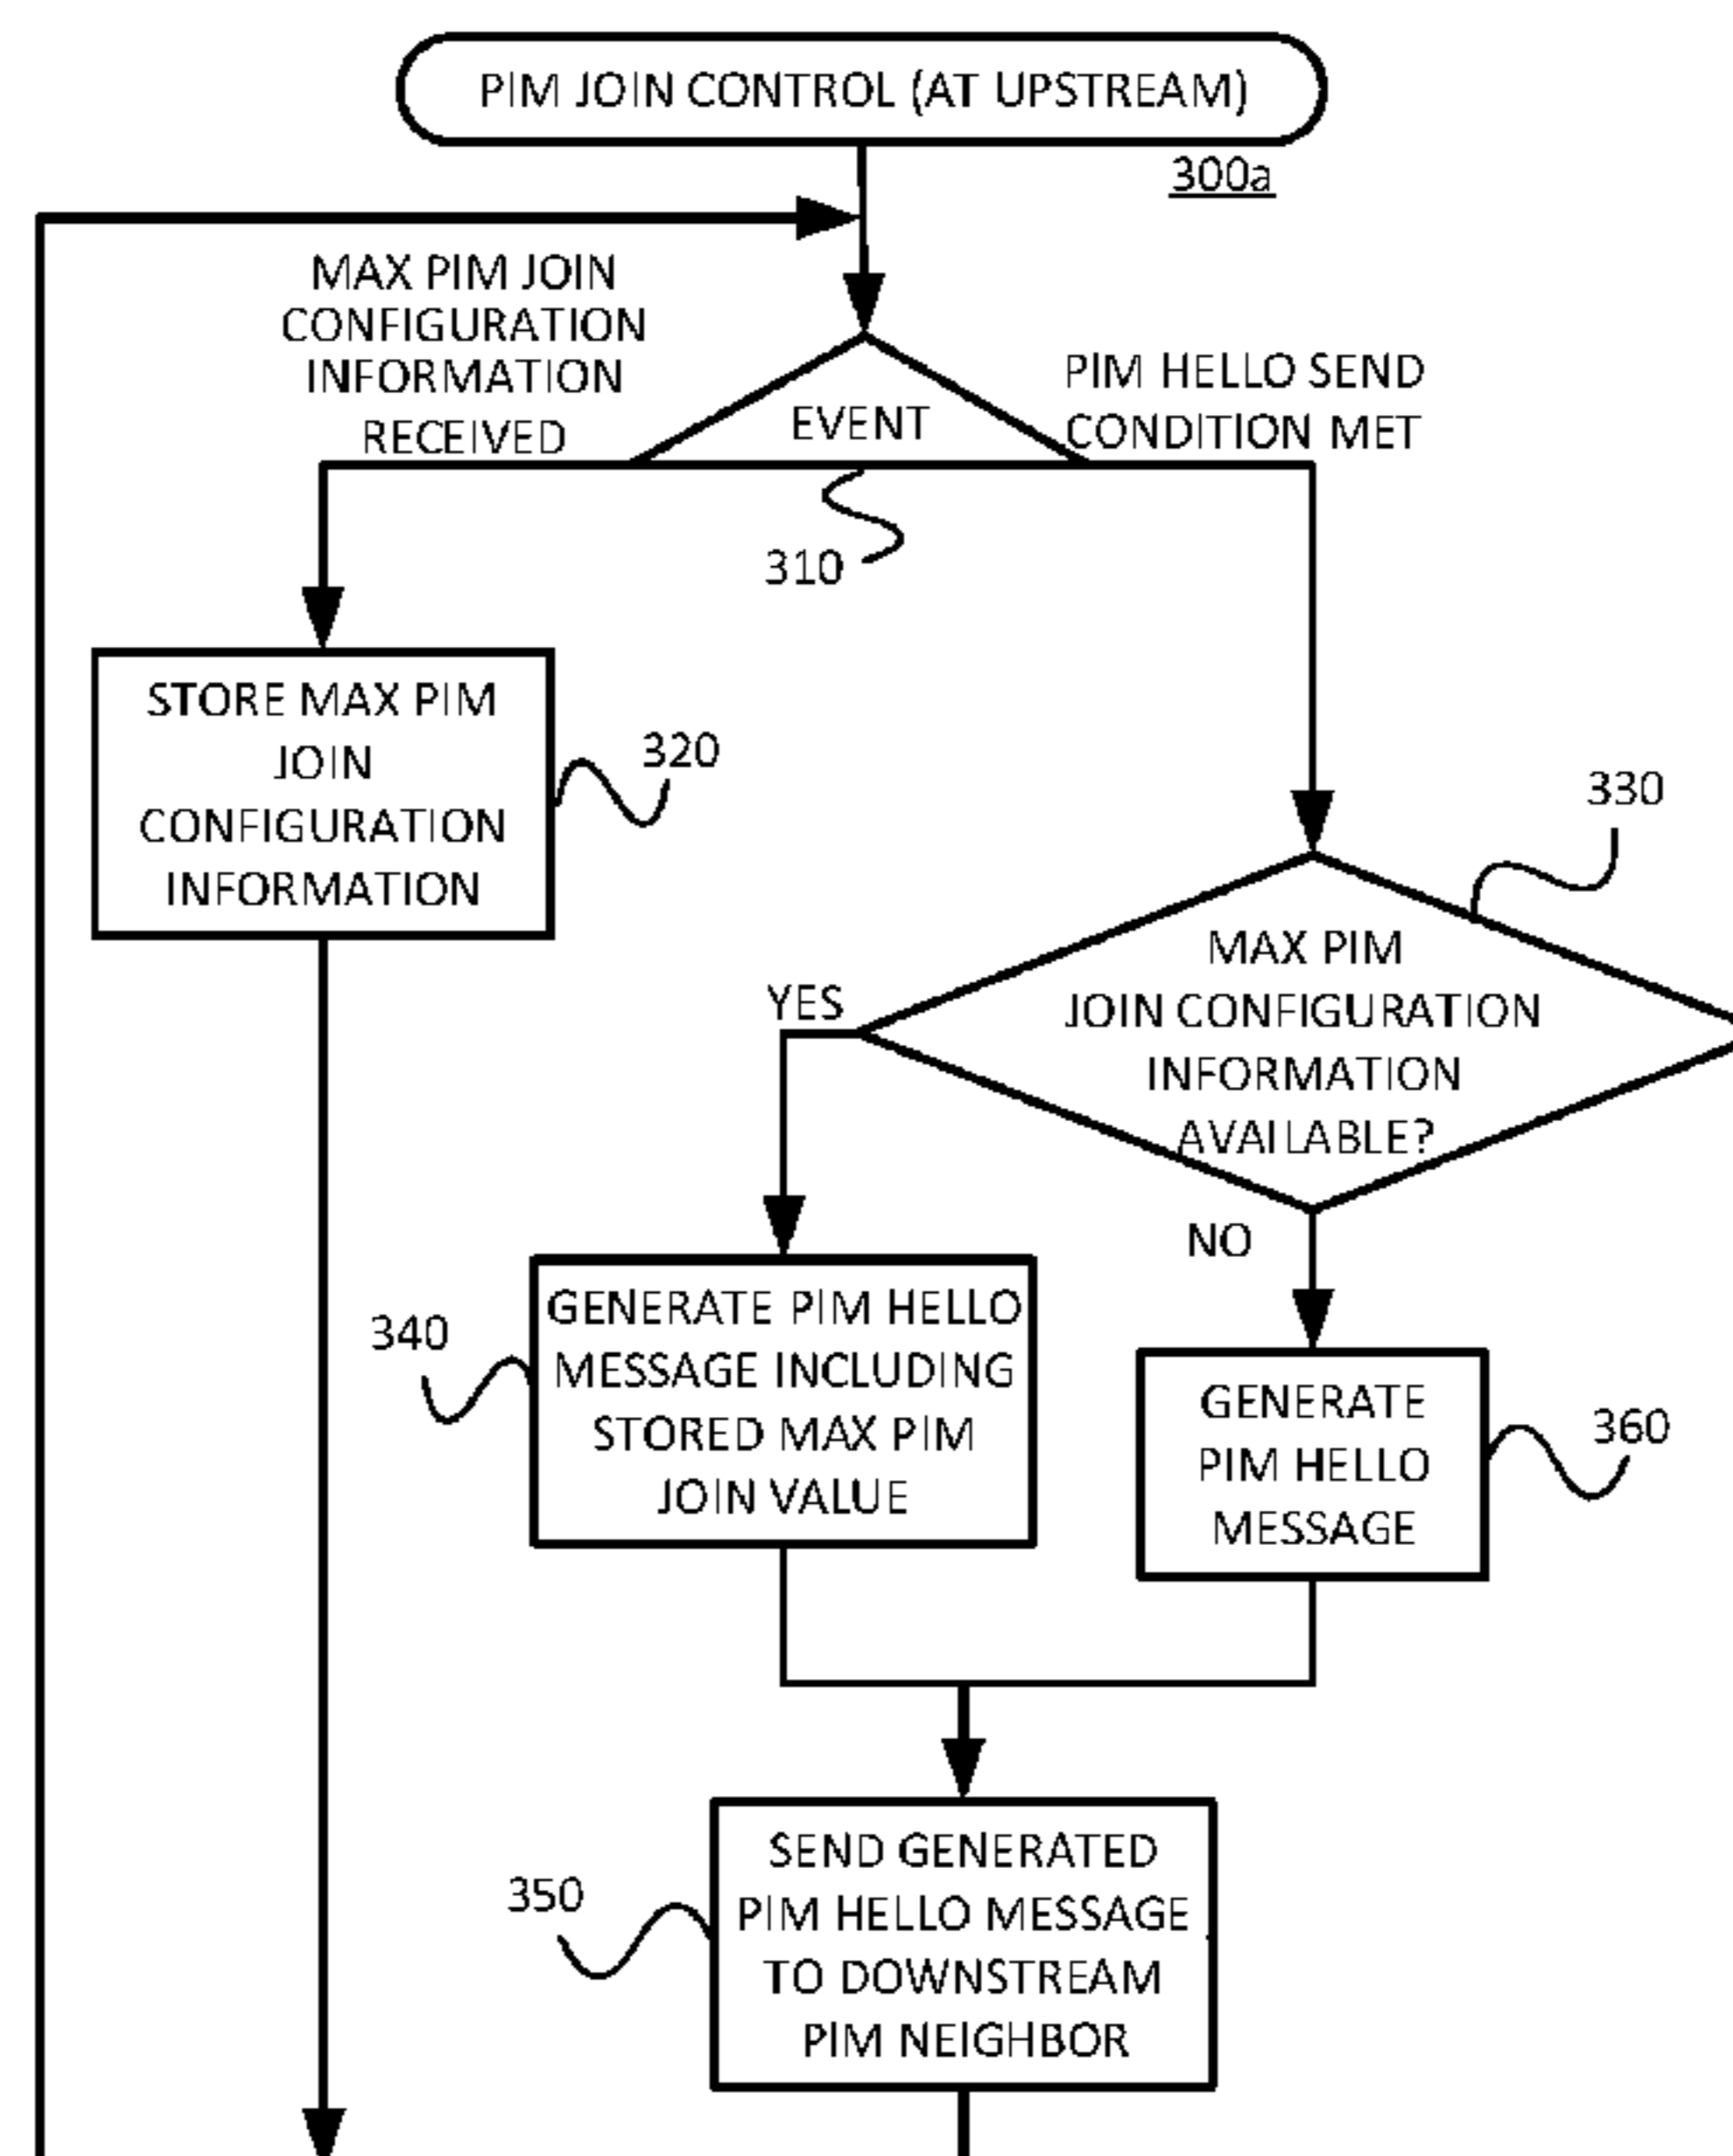 PIM JOIN CONTROL (AT UPSTREAM)
300a
MAX PIM JOIN
CONFIGURATION
INFORMATION
RECEIVED
EVENT
PIM HELLO SEND
CONDITION MET
310
STORE MAX PIM
JOIN
CONFIGURATION
INFORMATION
320
330
MAX PIM
JOIN CONFIGURATION
INFORMATION
AVAILABLE?
YES
NO
340
GENERATE PIM HELLO
MESSAGE INCLUDING
STORED MAX PIM
JOIN VALUE
GENERATE
PIM HELLO
MESSAGE
360
350
SEND GENERATED
PIM HELLO MESSAGE
TO DOWNSTREAM
PIM NEIGHBOR